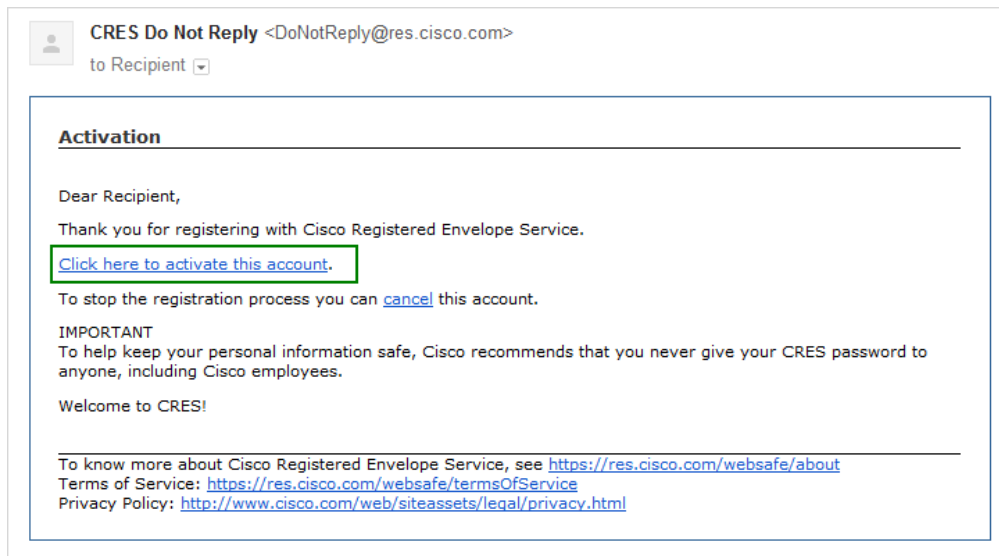 CRES Do Not Reply <DoNotReply@res.cisco.com>
to Recipient
Activation
Dear Recipient,
Thank you for registering with Cisco Registered Envelope Service.
Click here to activate this account.
To stop the registration process you can cancel this account.
IMPORTANT
To help keep your personal information safe, Cisco recommends that you never give your CRES password to
anyone, including Cisco employees.
Welcome to CRES!
To know more about Cisco Registered Envelope Service, see https://res.cisco.com/websafe/about
Terms of Service: https://res.cisco.com/websafe/termsOfService
Privacy Policy: http://www.cisco.com/web/siteassets/legal/privacy.html